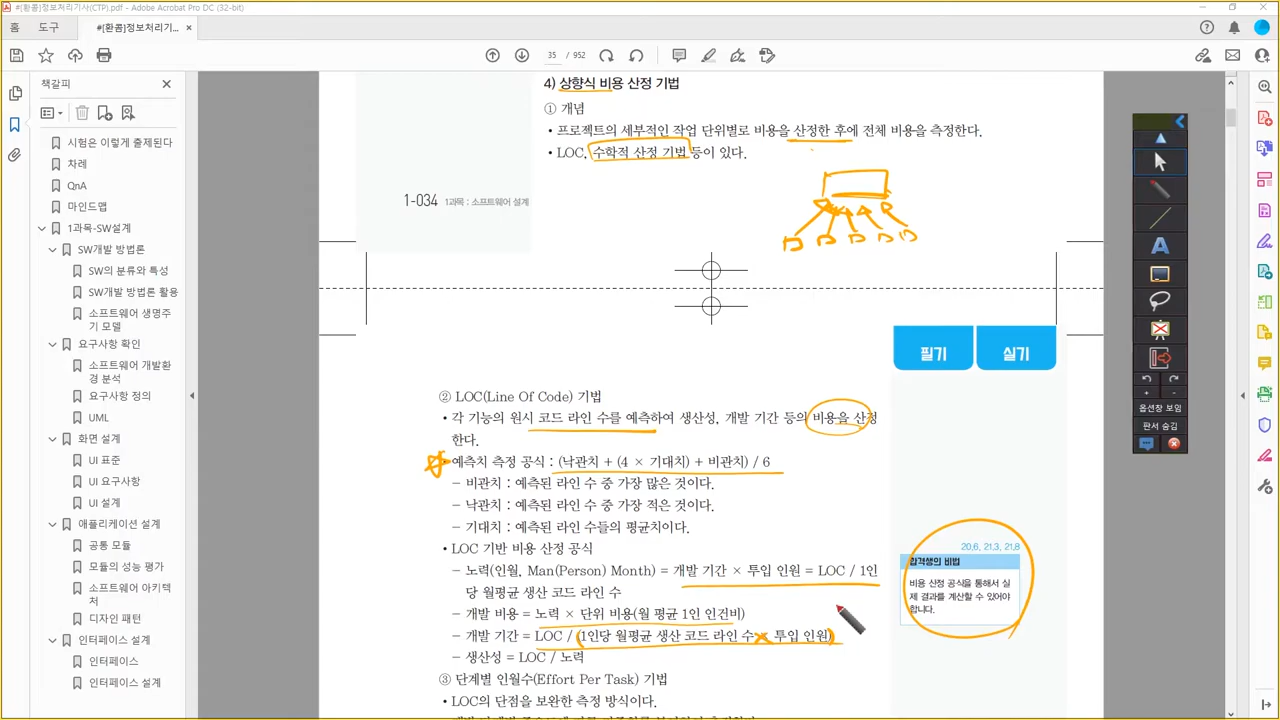 #[환콤]정보처리기사(CTP).pdf - Adobe Acrobat Pro DC (32-bit)
홈 도구 #[환콤]정보처리기사...
35 / 952
책갈피
시험은 이렇게 출제된다
차례
QnA
마인드맵
1과목-SW설계
SW개발 방법론
SW의 분류와 특성
SW개발 방법론 활용
소프트웨어 생명주
기 모델
요구사항 확인
소프트웨어 개발환
경 분석
요구사항 정의
UML
화면 설계
UI 표준
UI 요구사항
UI 설계
애플리케이션 설계
공통 모듈
모듈의 성능 평가
소프트웨어 아키텍
처
디자인 패턴
인터페이스 설계
인터페이스
인터페이스 설계
4) 상향식 비용 산정 기법
① 개념
• 프로젝트의 세부적인 작업 단위별로 비용을 산정한 후에 전체 비용을 측정한다.
• LOC, 수학적 산정 기법 등이 있다.
1-034 1과목 : 소프트웨어 설계
필기 실기
② LOC(Line Of Code) 기법
• 각 기능의 원시 코드 라인 수를 예측하여 생산성, 개발 기간 등의 비용을 산정
한다.
• 예측치 측정 공식 : (낙관치 + (4 × 기대치) + 비관치) / 6
– 비관치 : 예측된 라인 수 중 가장 많은 것이다.
– 낙관치 : 예측된 라인 수 중 가장 적은 것이다.
– 기대치 : 예측된 라인 수들의 평균치이다.
• LOC 기반 비용 산정 공식
– 노력(인월, Man(Person) Month) = 개발 기간 × 투입 인원 = LOC / 1인
당 월평균 생산 코드 라인 수
– 개발 비용 = 노력 × 단위 비용(월 평균 1인 인건비)
– 개발 기간 = LOC / (1인당 월평균 생산 코드 라인 수 × 투입 인원)
– 생산성 = LOC / 노력
③ 단계별 인월수(Effort Per Task) 기법
• LOC의 단점을 보완한 측정 방식이다.
20.6, 21.3, 21.8
합격생의 비법
비용 산정 공식을 통해서 실
제 결과를 계산할 수 있어야
합니다.
옵션창 보임
판서 숨김